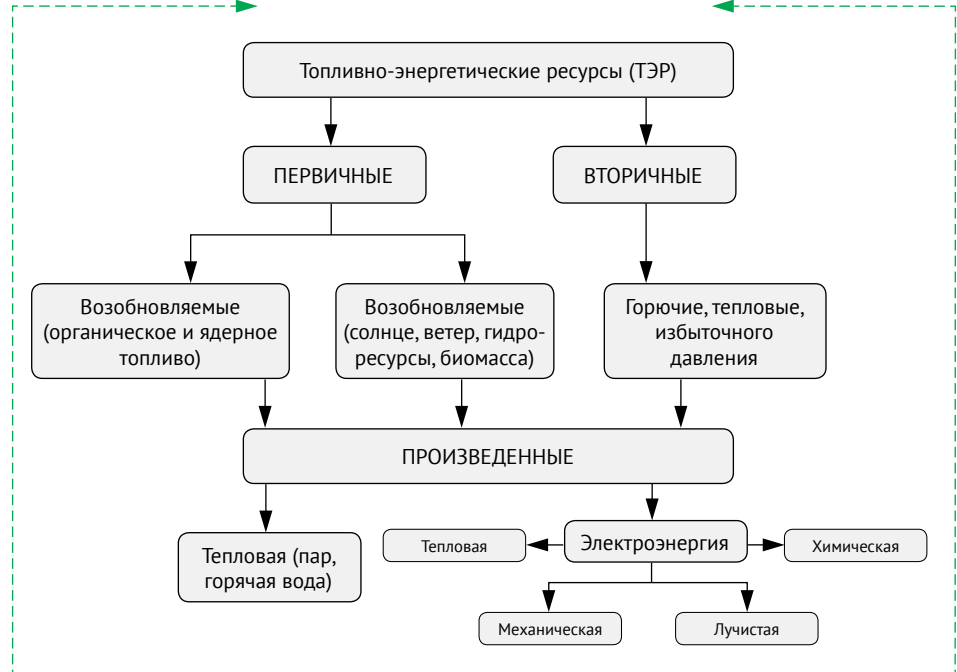 Топливно-энергетические ресурсы (ТЭР)
ПЕРВИЧНЫЕ
ВТОРИЧНЫЕ
Возобновляемые
(органическое и ядерное
топливо)
Возобновляемые
(солнце, ветер, гидро-
ресурсы, биомасса)
Горючие, тепловые,
избыточного
давления
ПРОИЗВЕДЕННЫЕ
Тепловая (пар,
горячая вода)
Тепловая
Электроэнергия
Химическая
Механическая
Лучистая